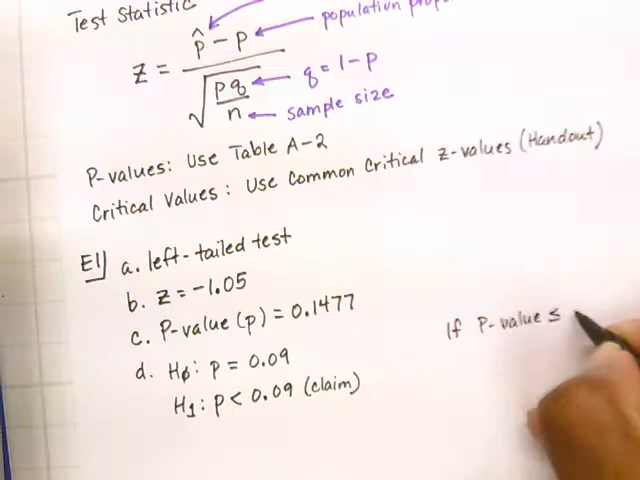 Test Statistic
population
p̂ - p
z =
√ pq / n
q = 1 - p
sample size
P-values: Use Table A-2
Critical Values: Use Common Critical z-values (Handout)
E1] a. left-tailed test
b. z = -1.05
c. P-value (p) = 0.1477
d. H0: p = 0.09
H1: p < 0.09 (claim)
If P-value ≤